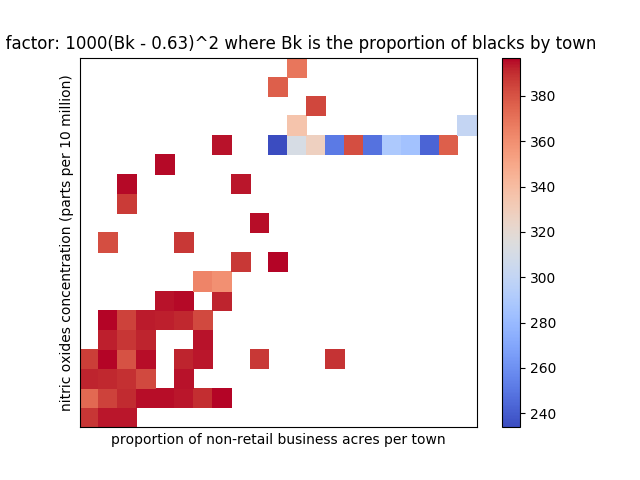 factor: 1000(Bk - 0.63)^2 where Bk is the proportion of blacks by town
nitric oxides concentration (parts per 10 million)
proportion of non-retail business acres per town
380
360
340
320
300
280
260
240